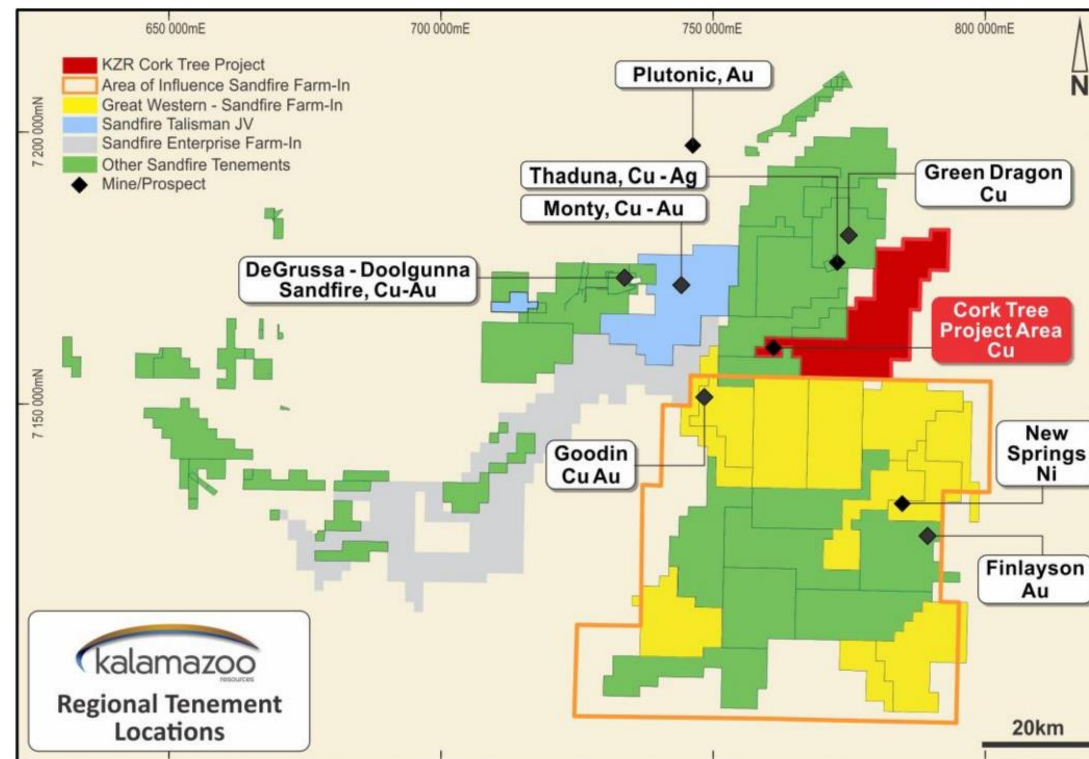 650 000mE
700 000mE
750 000mE
800 000mE
KZR Cork Tree Project
Area of Influence Sandfire Farm-In
Great Western - Sandfire Farm-In
Sandfire Talisman JV
Sandfire Enterprise Farm-In
Other Sandfire Tenements
Mine/Prospect
N
7 200 000mN
7 150 000mN
Plutonic, Au
Thaduna, Cu - Ag
Green Dragon
Cu
Monty, Cu - Au
DeGrussa - Doolgunna
Sandfire, Cu-Au
Cork Tree
Project Area
Cu
Goodin
Cu Au
New
Springs
Ni
Finlayson
Au
kalamazoo
resources
Regional Tenement
Locations
20km